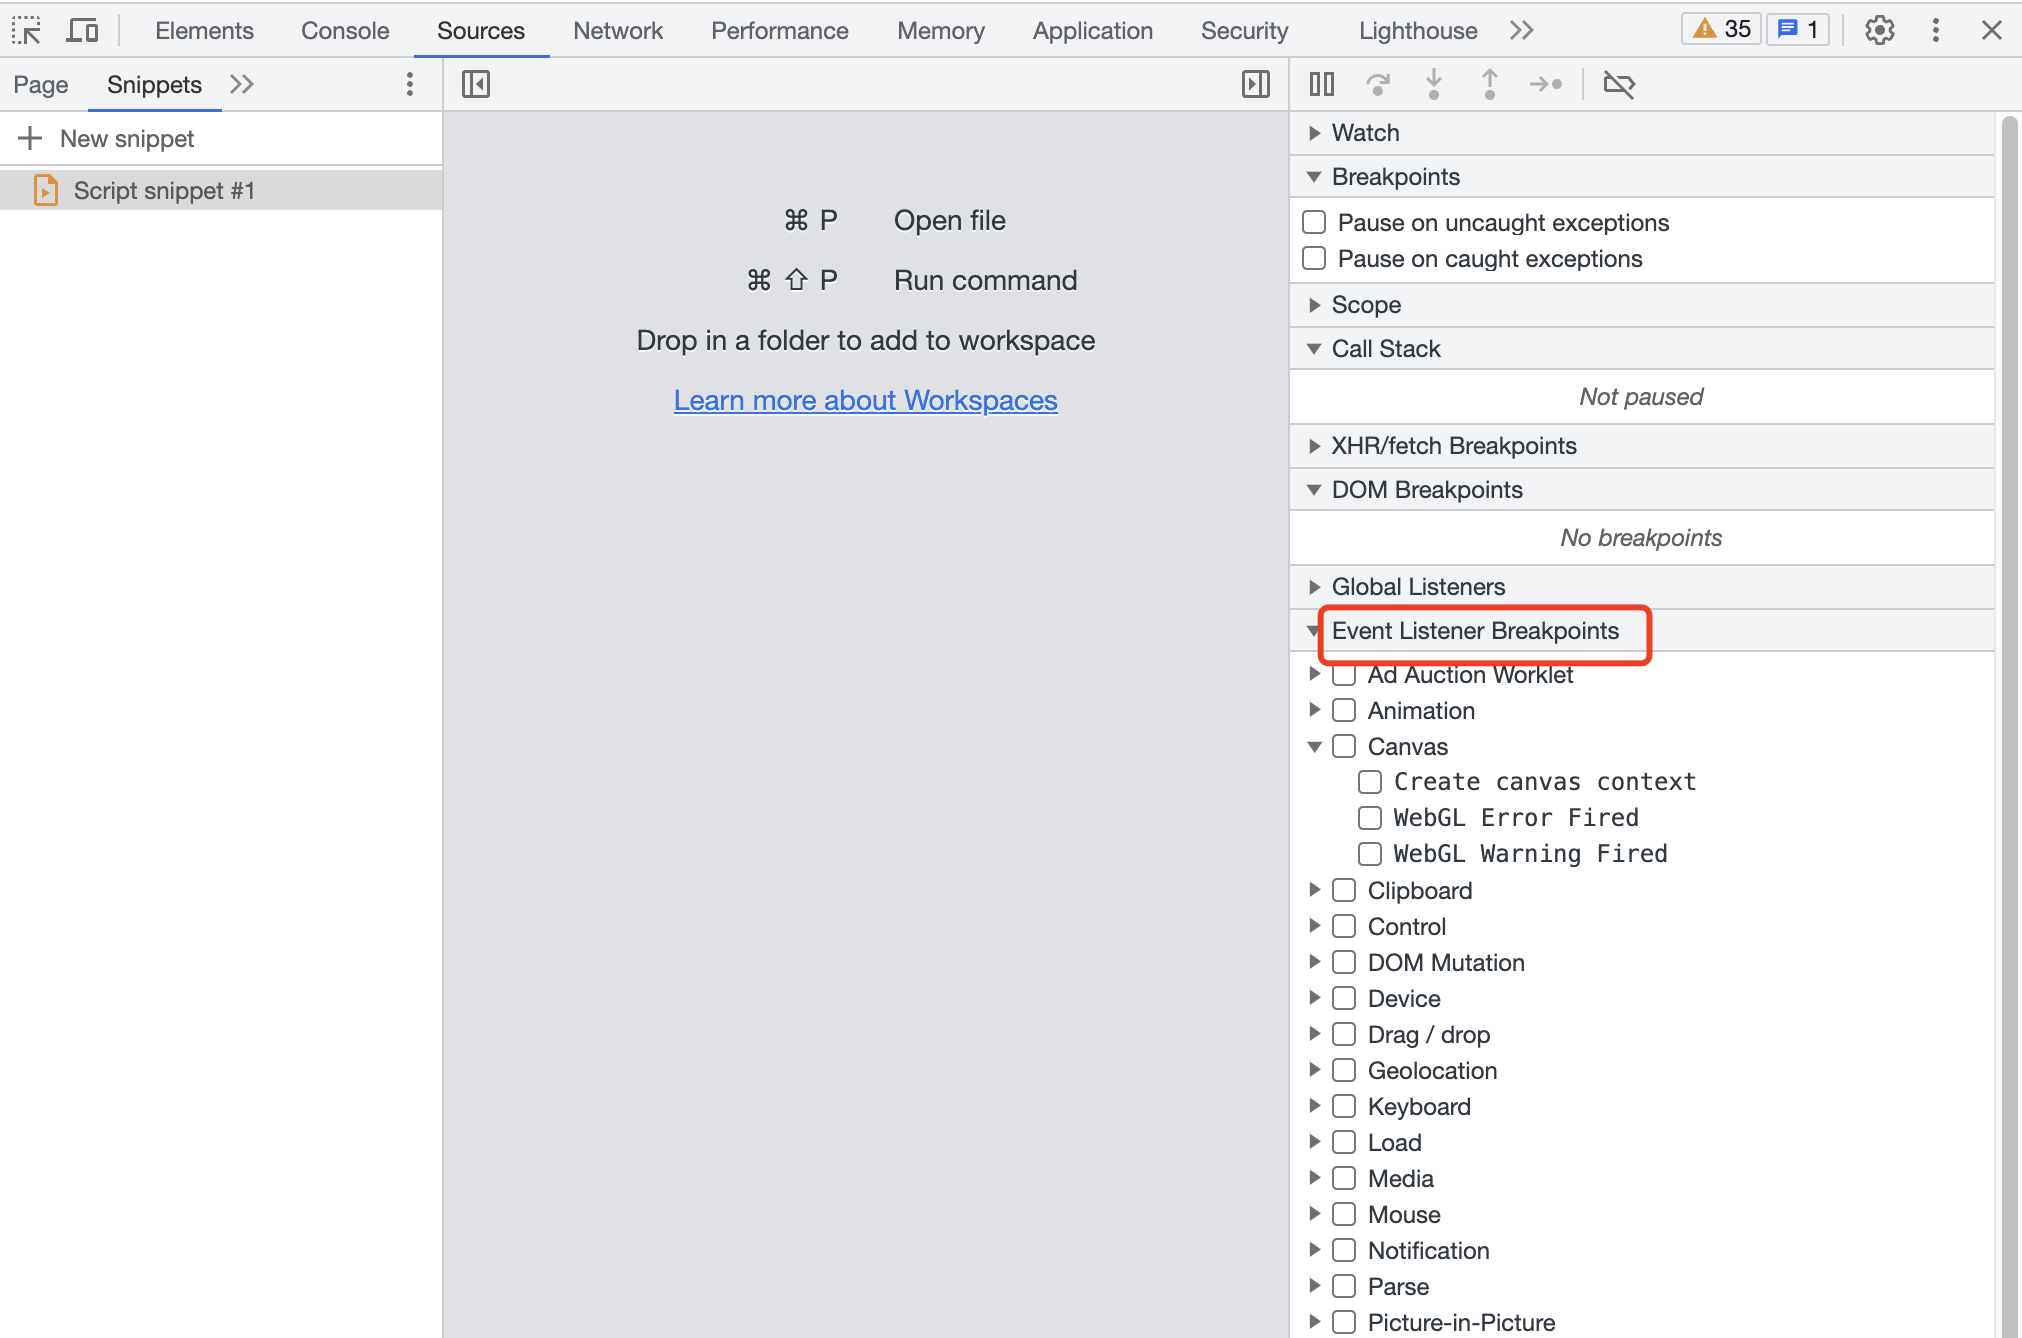 Elements Console Sources Network Performance Memory Application Security Lighthouse 35 1
Page Snippets
New snippet
Script snippet #1
⌘ P Open file
⌘ ⇧ P Run command
Drop in a folder to add to workspace
Learn more about Workspaces
Watch
Breakpoints
Pause on uncaught exceptions
Pause on caught exceptions
Scope
Call Stack
Not paused
XHR/fetch Breakpoints
DOM Breakpoints
No breakpoints
Global Listeners
Event Listener Breakpoints
Ad Auction Worklet
Animation
Canvas
Create canvas context
WebGL Error Fired
WebGL Warning Fired
Clipboard
Control
DOM Mutation
Device
Drag / drop
Geolocation
Keyboard
Load
Media
Mouse
Notification
Parse
Picture-in-Picture